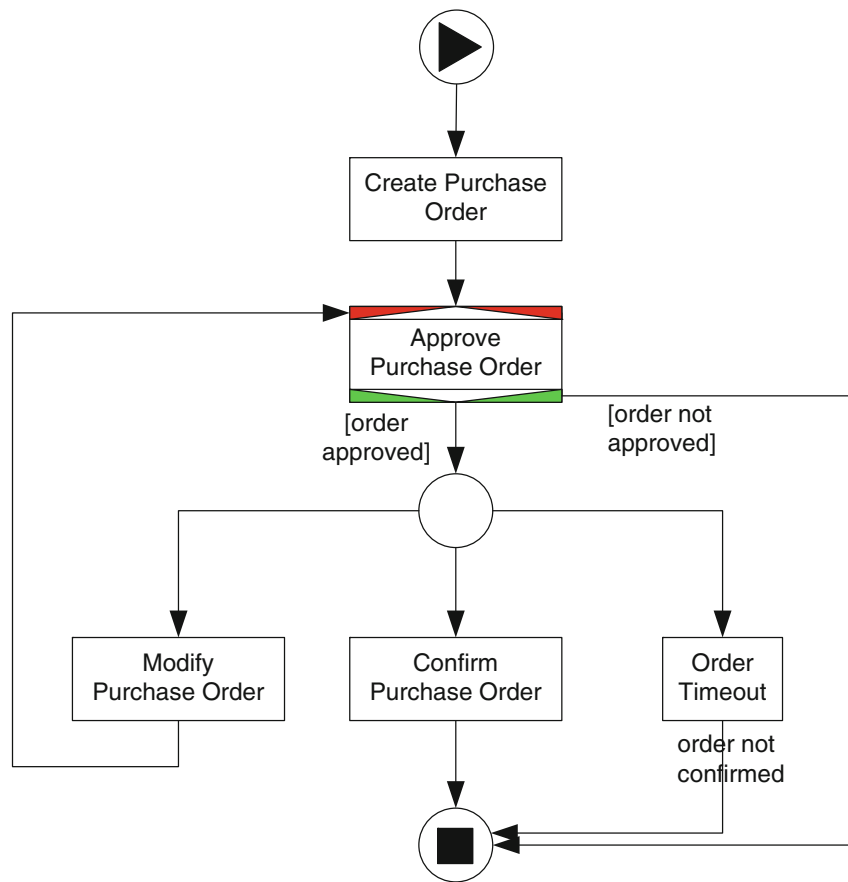 Create Purchase
Order
Approve
Purchase Order
[order
approved]
[order not
approved]
Modify
Purchase Order
Confirm
Purchase Order
Order
Timeout
order not
confirmed